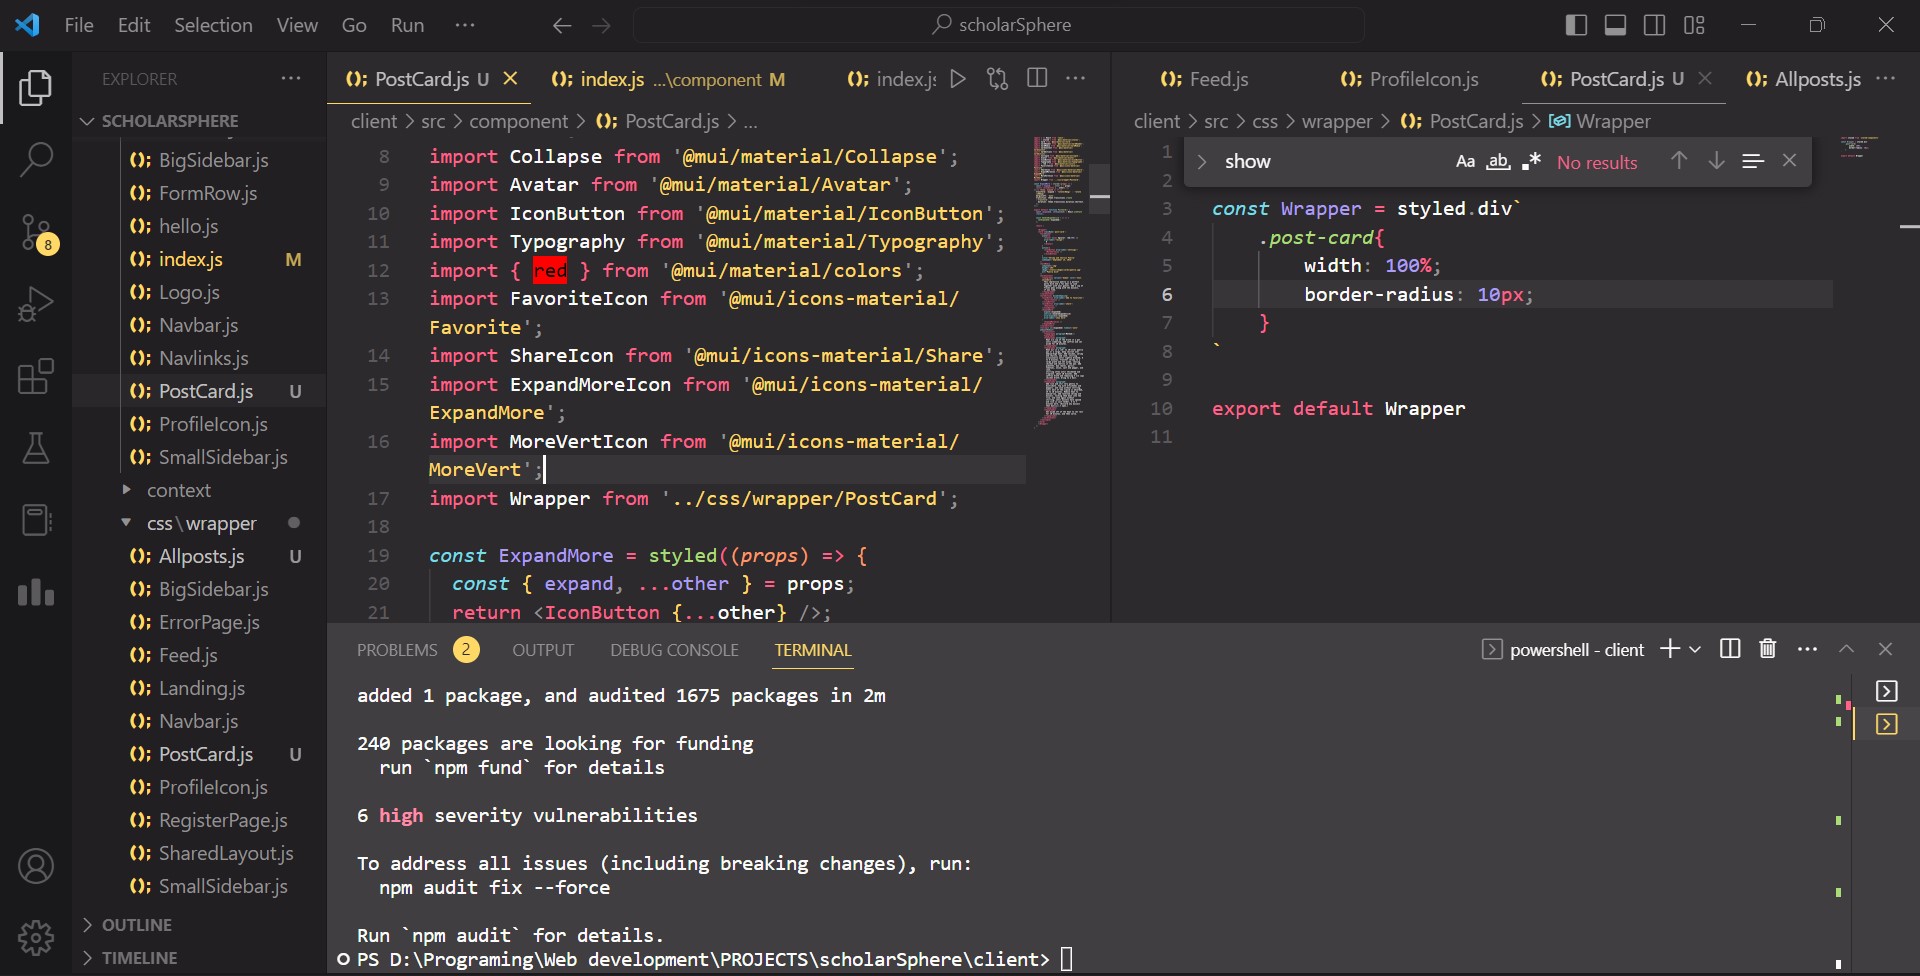 File Edit Selection View Go Run ··· scholarSphere
EXPLORER ···
SCHOLARSPHERE
BigSidebar.js
FormRow.js
hello.js
index.js M
Logo.js
Navbar.js
Navlinks.js
PostCard.js U
ProfileIcon.js
SmallSidebar.js
context
css\wrapper
Allposts.js U
BigSidebar.js
ErrorPage.js
Feed.js
Landing.js
Navbar.js
PostCard.js U
ProfileIcon.js
RegisterPage.js
SharedLayout.js
SmallSidebar.js
OUTLINE
TIMELINE
8
PostCard.js U index.js ...\component M index.js ···
client > src > component > PostCard.js > ...
8 import Collapse from '@mui/material/Collapse';
9 import Avatar from '@mui/material/Avatar';
10 import IconButton from '@mui/material/IconButton';
11 import Typography from '@mui/material/Typography';
12 import { red } from '@mui/material/colors';
13 import FavoriteIcon from '@mui/icons-material/
Favorite';
14 import ShareIcon from '@mui/icons-material/Share';
15 import ExpandMoreIcon from '@mui/icons-material/
ExpandMore';
16 import MoreVertIcon from '@mui/icons-material/
MoreVert';
17 import Wrapper from '../css/wrapper/PostCard';
18
19 const ExpandMore = styled((props) => {
20 const { expand, ...other } = props;
21 return <IconButton {...other} />;
Feed.js ProfileIcon.js PostCard.js U Allposts.js ···
client > src > css > wrapper > PostCard.js > Wrapper
show Aa ab .* No results
1
2
3 const Wrapper = styled.div`
4 .post-card{
5 width: 100%;
6 border-radius: 10px;
7 }
8 `
9
10 export default Wrapper
11
PROBLEMS 2 OUTPUT DEBUG CONSOLE TERMINAL powershell - client ···
added 1 package, and audited 1675 packages in 2m
240 packages are looking for funding
run `npm fund` for details
6 high severity vulnerabilities
To address all issues (including breaking changes), run:
npm audit fix --force
Run `npm audit` for details.
PS D:\Programing\Web development\PROJECTS\scholarSphere\client>